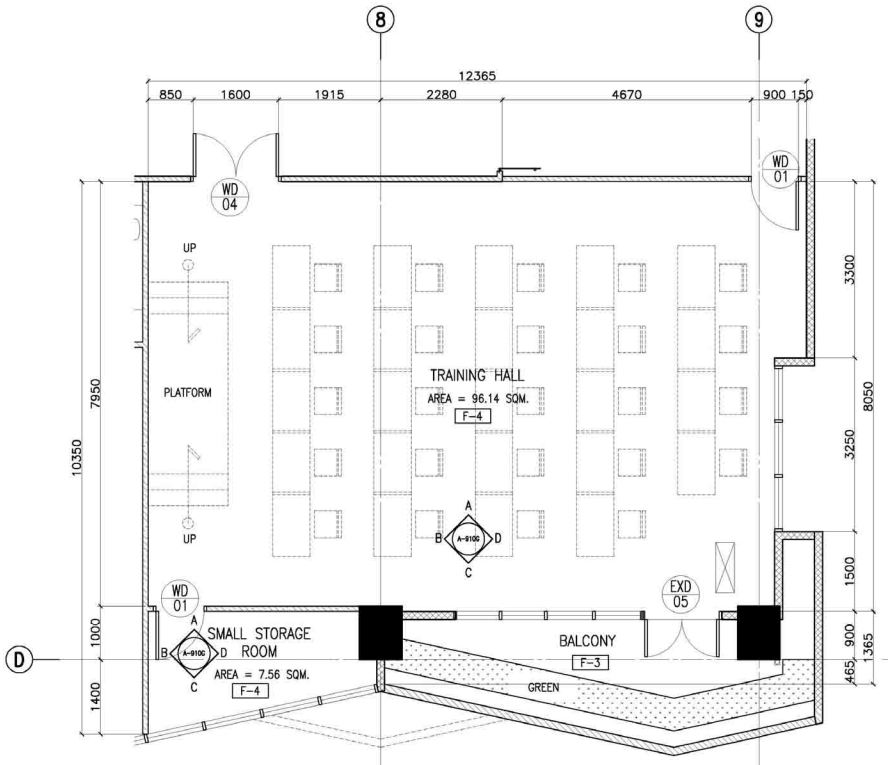 8
9
12365
850
1600
1915
2280
4670
900
150
WD
04
WD
01
UP
PLATFORM
UP
TRAINING HALL
AREA = 96.14 SQM.
F-4
A
B
A-910G
D
C
7950
10350
1000
1400
3300
3250
1500
8050
900
465
1365
WD
01
A
B
A-910G
D
C
SMALL STORAGE
ROOM
AREA = 7.56 SQM.
F-4
EXD
05
BALCONY
F-3
GREEN
D